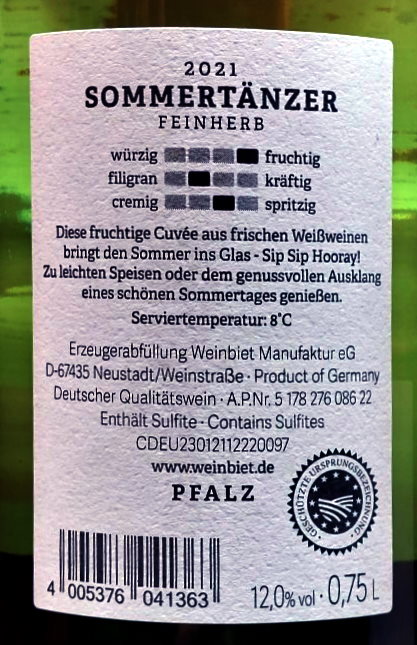 2021
SOMMERTÄNZER
FEINHERB
würzig fruchtig
filigran kräftig
cremig spritzig
Diese fruchtige Cuvée aus frischen Weißweinen
bringt den Sommer ins Glas - Sip Sip Hooray!
Zu leichten Speisen oder dem genussvollen Ausklang
eines schönen Sommertages genießen.
Serviertemperatur: 8°C
Erzeugerabfüllung Weinbiet Manufaktur eG
D-67435 Neustadt/Weinstraße · Product of Germany
Deutscher Qualitätswein · A.P.Nr. 5 178 276 086 22
Enthält Sulfite · Contains Sulfites
CDEU23012112220097
www.weinbiet.de
PFALZ
GESCHÜTZTE URSPRUNGSBEZEICHNUNG
4 005376 041363
12,0% vol · 0,75 L